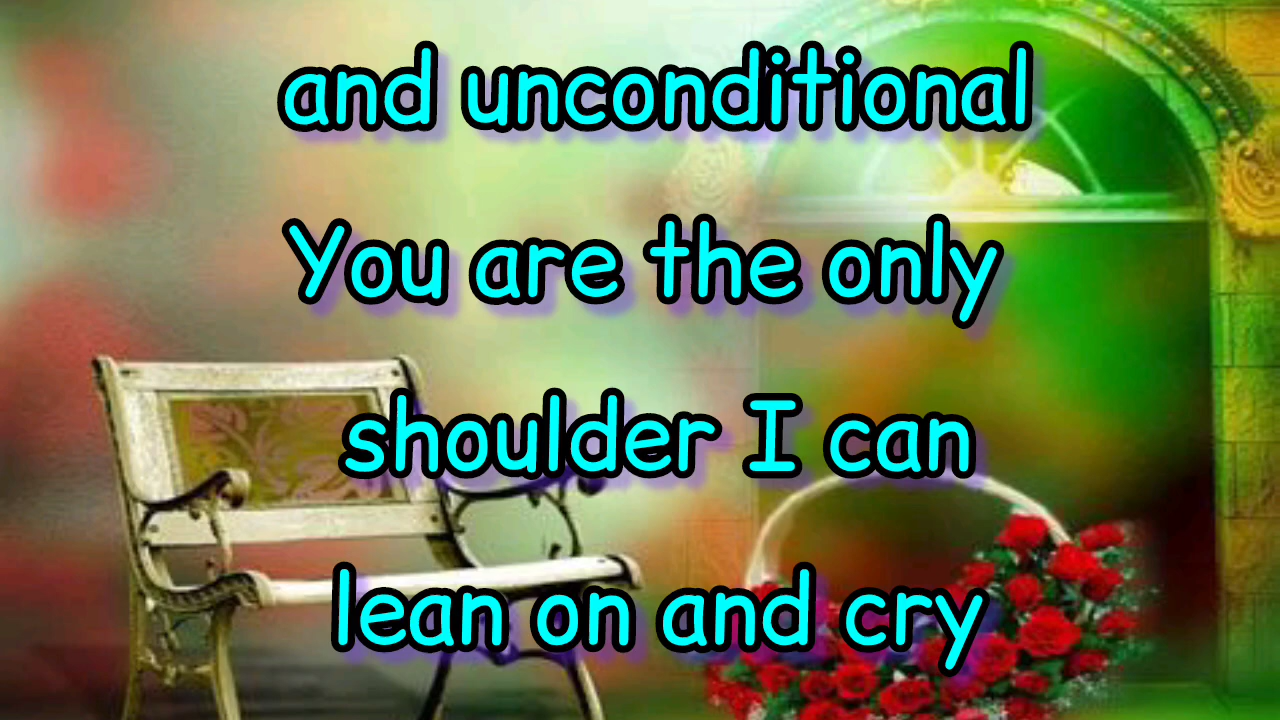 and unconditional
You are the only
shoulder I can
lean on and cry